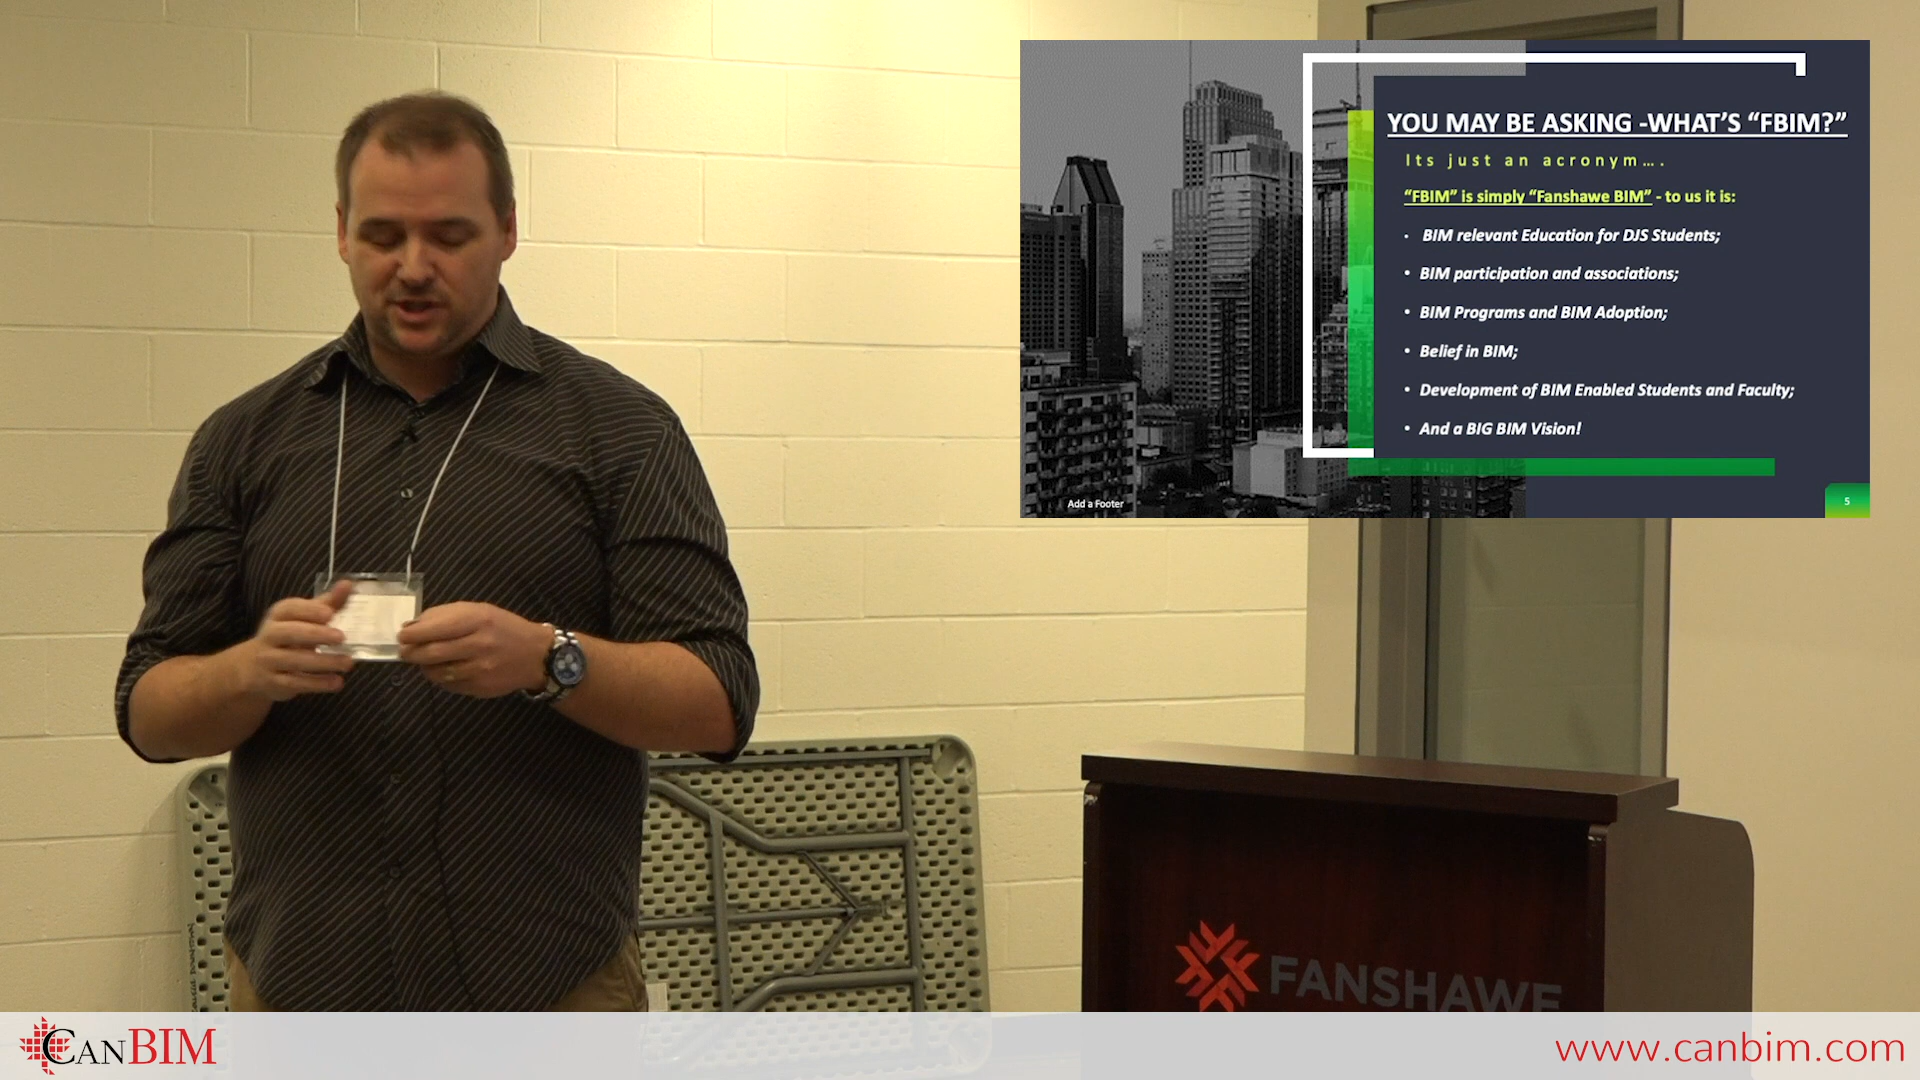 YOU MAY BE ASKING -WHAT'S “FBIM?”
Its just an acronym….
“FBIM” is simply “Fanshawe BIM” - to us it is:
• BIM relevant Education for DJS Students;
• BIM participation and associations;
• BIM Programs and BIM Adoption;
• Belief in BIM;
• Development of BIM Enabled Students and Faculty;
• And a BIG BIM Vision!
Add a Footer
5
FANSHAWE
CANBIM
www.canbim.com